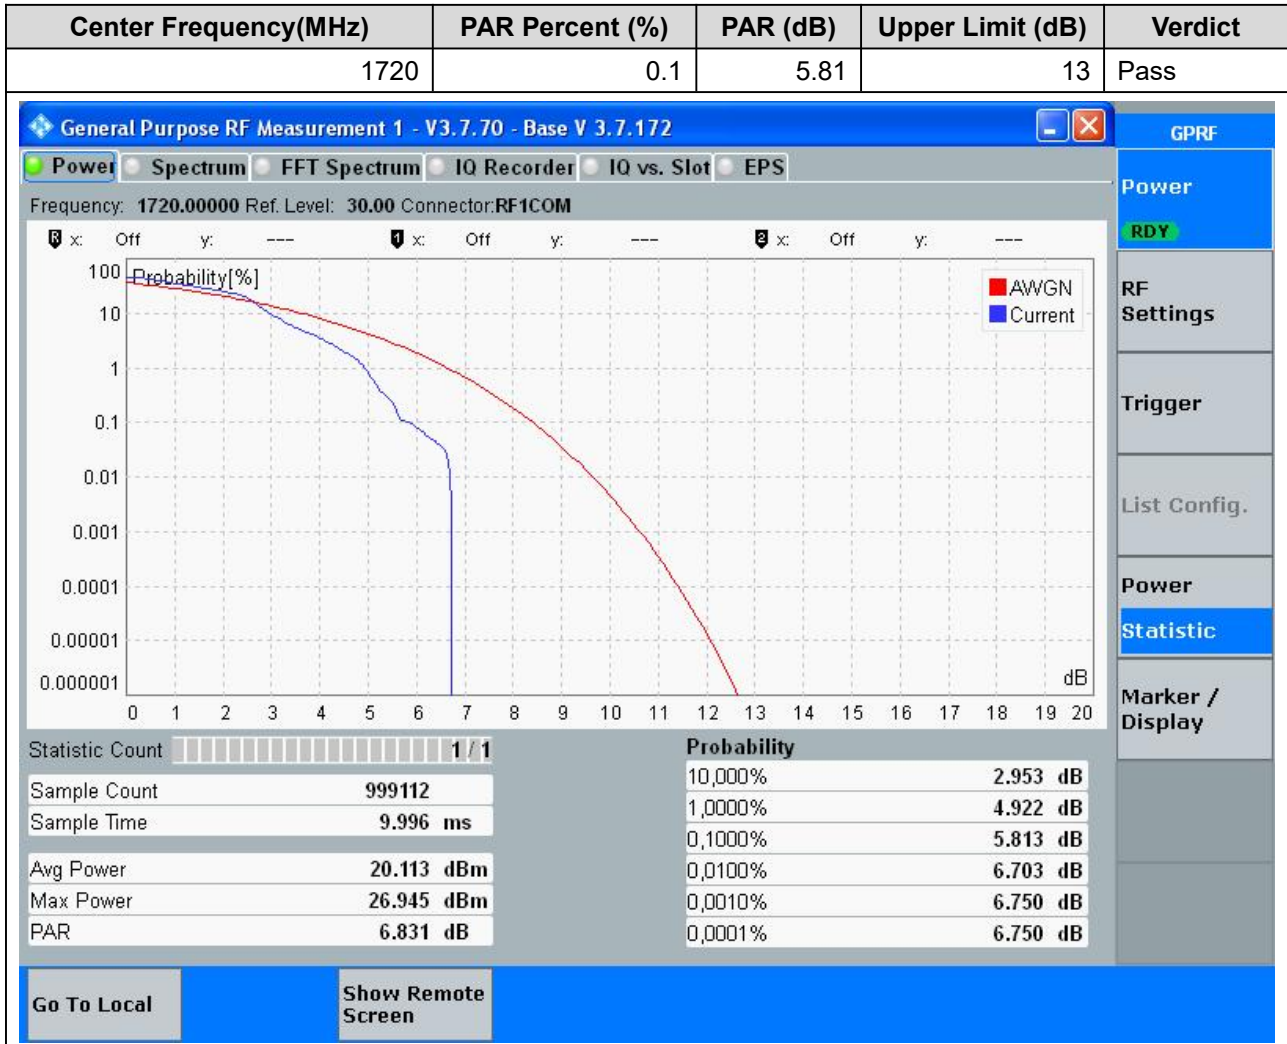 Center Frequency(MHz) PAR Percent (%) PAR (dB) Upper Limit (dB) Verdict
1720 0.1 5.81 13 Pass
General Purpose RF Measurement 1 - V3.7.70 - Base V 3.7.172
GPRF
Power Spectrum FFT Spectrum IQ Recorder IQ vs. Slot EPS
Power
RDY
Frequency: 1720.00000 Ref. Level: 30.00 Connector:RF1COM
R x: Off y: --- 1 x: Off y: --- 2 x: Off y: ---
Probability[%]
AWGN
Current
100
10
1
0.1
0.01
0.001
0.0001
0.00001
0.000001
dB
0 1 2 3 4 5 6 7 8 9 10 11 12 13 14 15 16 17 18 19 20
RF
Settings
Trigger
List Config.
Power
Statistic
Marker /
Display
Statistic Count 1 / 1
Sample Count 999112
Sample Time 9.996 ms
Avg Power 20.113 dBm
Max Power 26.945 dBm
PAR 6.831 dB
Probability
10,000% 2.953 dB
1,0000% 4.922 dB
0,1000% 5.813 dB
0,0100% 6.703 dB
0,0010% 6.750 dB
0,0001% 6.750 dB
Go To Local
Show Remote
Screen